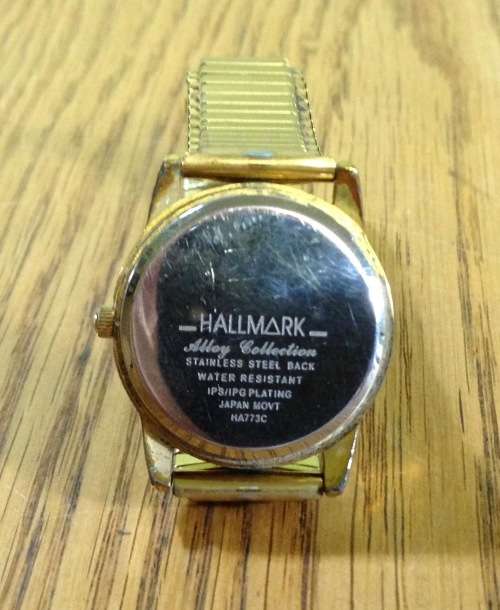 HALLMARK
Alloy Collection
STAINLESS STEEL BACK
WATER RESISTANT
IPS/IPG PLATING
JAPAN MOVT
HA773C